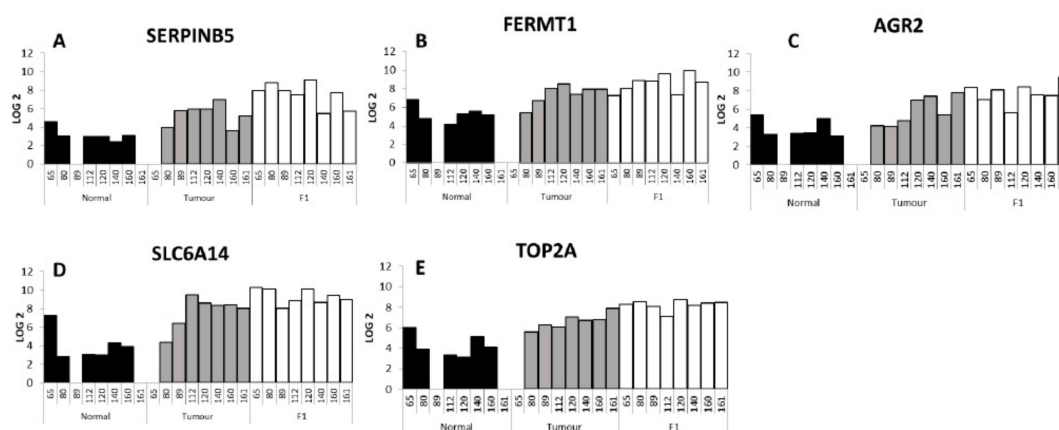 A SERPINB5
LOG 2
12
10
8
6
4
2
0
65 80 89 112 120 140 160 161 65 80 89 112 120 140 160 161 65 80 89 112 120 140 160 161
Normal Tumour F1
B FERMT1
LOG 2
12
10
8
6
4
2
0
65 80 89 112 120 140 160 161 65 80 89 112 120 140 160 161 65 80 89 112 120 140 160 161
Normal Tumour F1
C AGR2
LOG 2
12
10
8
6
4
2
0
65 80 89 112 120 140 160 161 65 80 89 112 120 140 160 161 65 80 89 112 120 140 160
Normal Tumour F1
D SLC6A14
LOG 2
12
10
8
6
4
2
0
65 80 89 112 120 140 160 161 65 80 89 112 120 140 160 161 65 80 89 112 120 140 160 161
Normal Tumour F1
E TOP2A
LOG 2
12
10
8
6
4
2
0
65 80 89 112 120 140 160 161 65 80 89 112 120 140 160 161 65 80 89 112 120 140 160 161
Normal Tumour F1